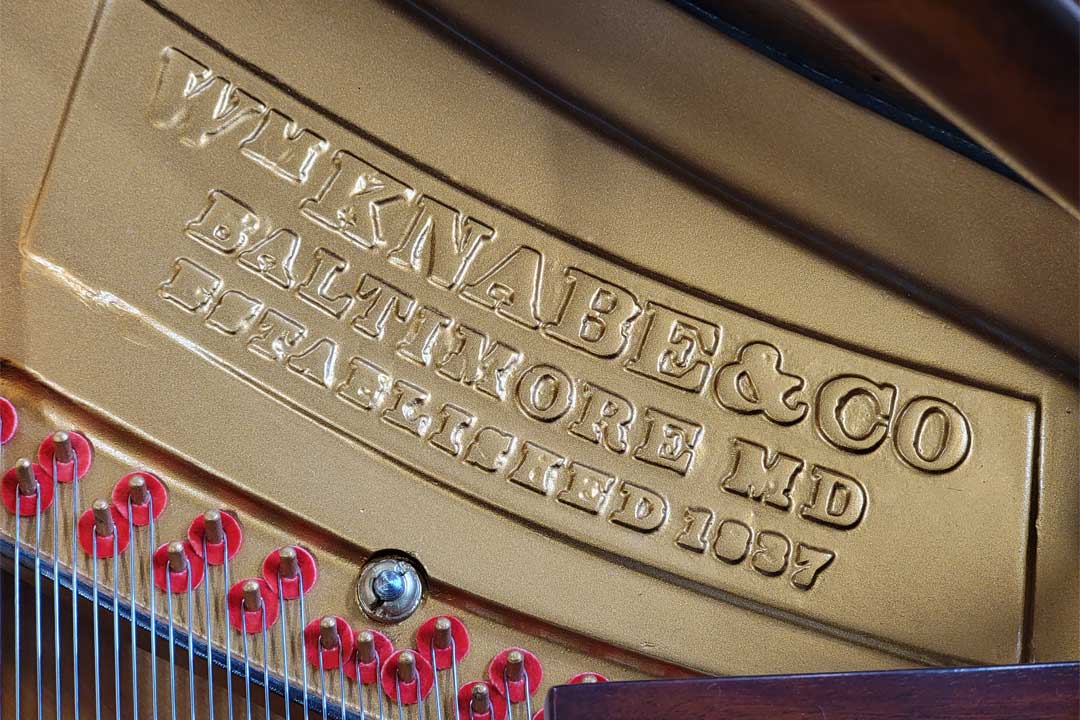 WM KNABE & CO
BALTIMORE MD
ESTABLISHED 1837